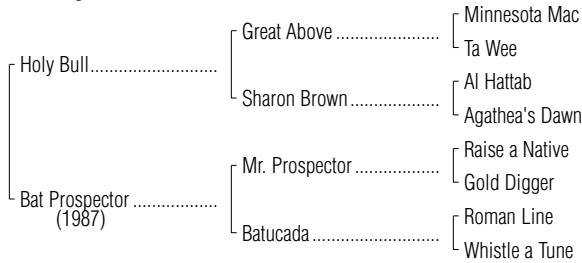 Minnesota Mac
Great Above
Ta Wee
Holy Bull
Al Hattab
Sharon Brown
Agathea's Dawn
Raise a Native
Mr. Prospector
Gold Digger
Bat Prospector
(1987)
Roman Line
Batucada
Whistle a Tune